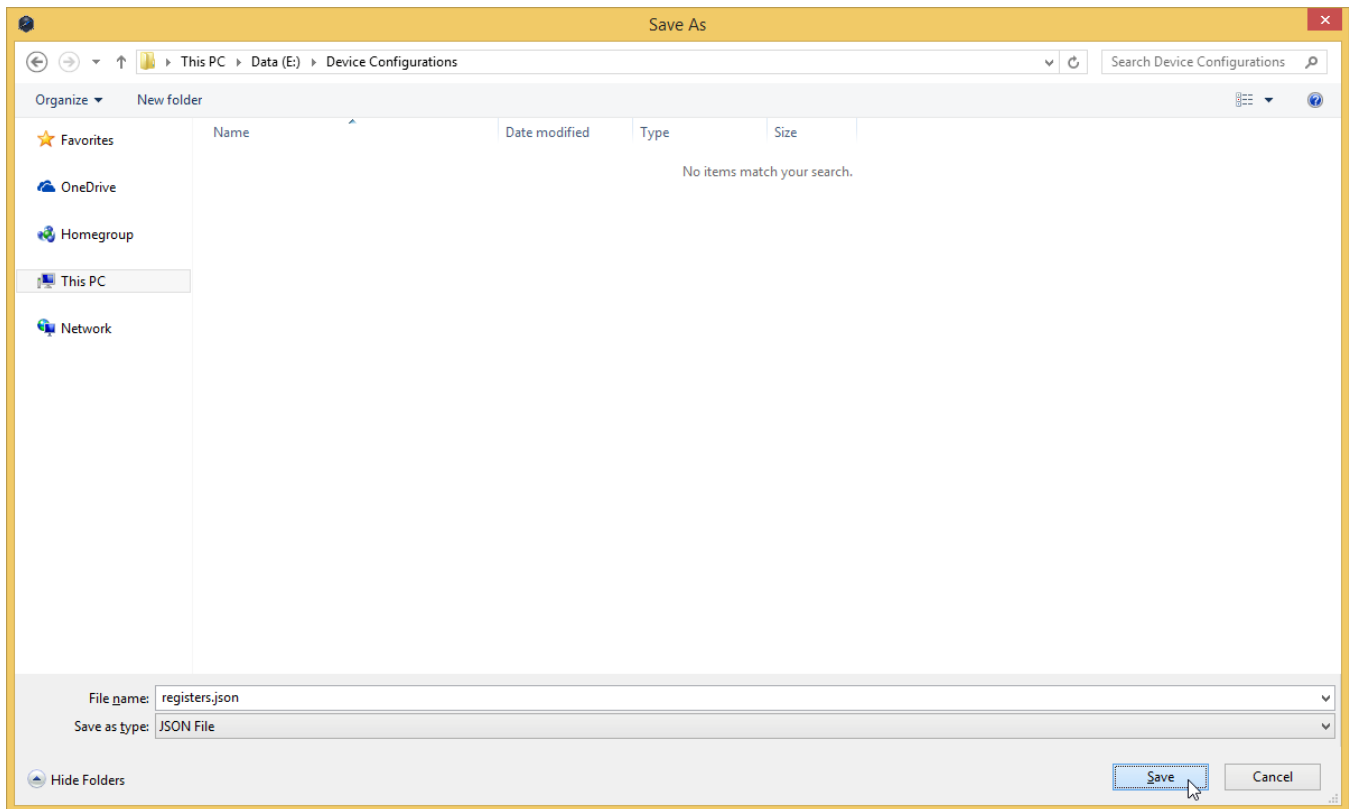 Save As
This PC Data (E:) Device Configurations Search Device Configurations
Organize New folder
Name Date modified Type Size
No items match your search.
Favorites
OneDrive
Homegroup
This PC
Network
File name: registers.json
Save as type: JSON File
Hide Folders Save Cancel